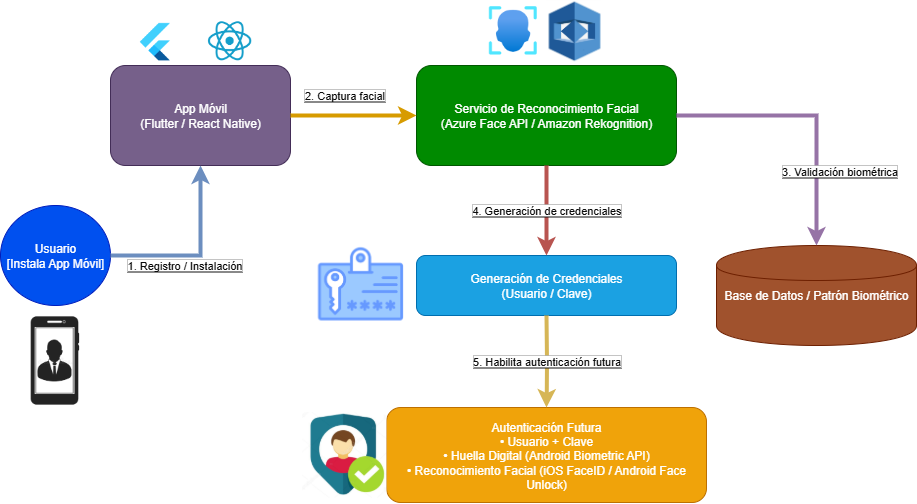 App Móvil
(Flutter / React Native)
2. Captura facial
Servicio de Reconocimiento Facial
(Azure Face API / Amazon Rekognition)
3. Validación biométrica
4. Generación de credenciales
Usuario
[Instala App Móvil]
1. Registro / Instalación
Generación de Credenciales
(Usuario / Clave)
Base de Datos / Patrón Biométrico
5. Habilita autenticación futura
Autenticación Futura
• Usuario + Clave
• Huella Digital (Android Biometric API)
• Reconocimiento Facial (iOS FaceID / Android Face
Unlock)